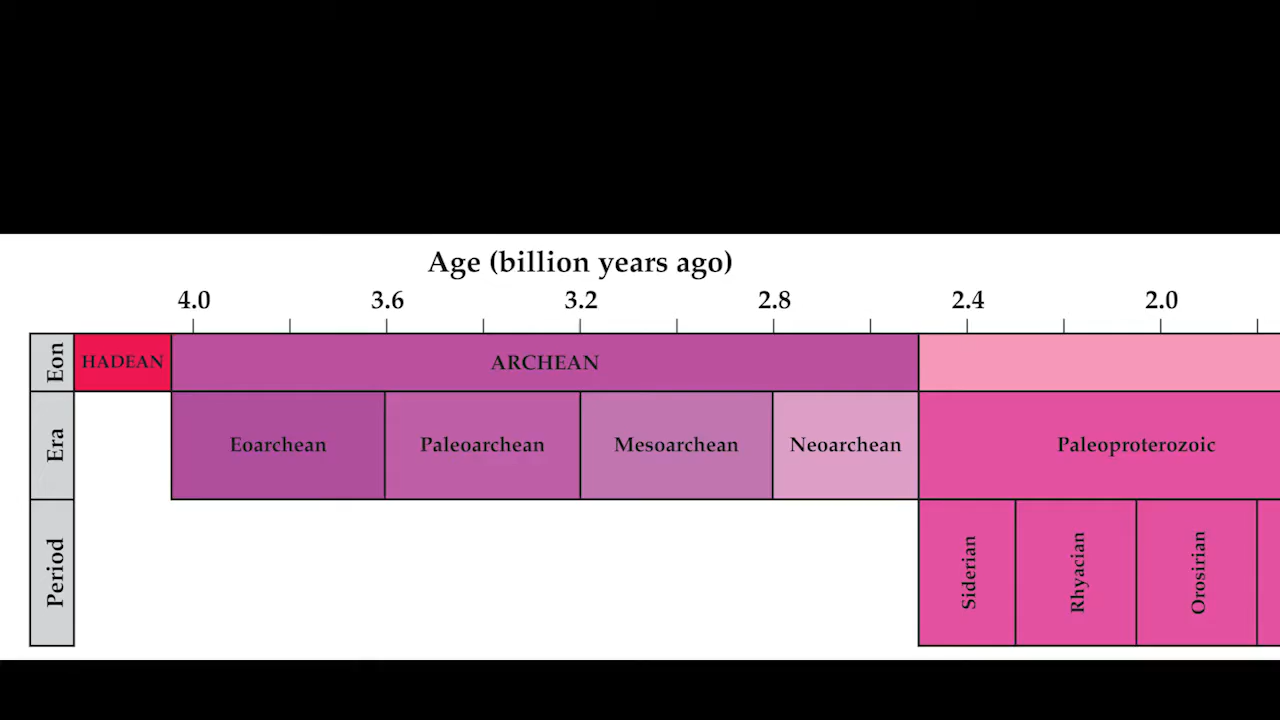 Age (billion years ago)
4.0 3.6 3.2 2.8 2.4 2.0
Eon HADEAN ARCHEAN
Era Eoarchean Paleoarchean Mesoarchean Neoarchean Paleoproterozoic
Period Siderian Rhyacian Orosirian